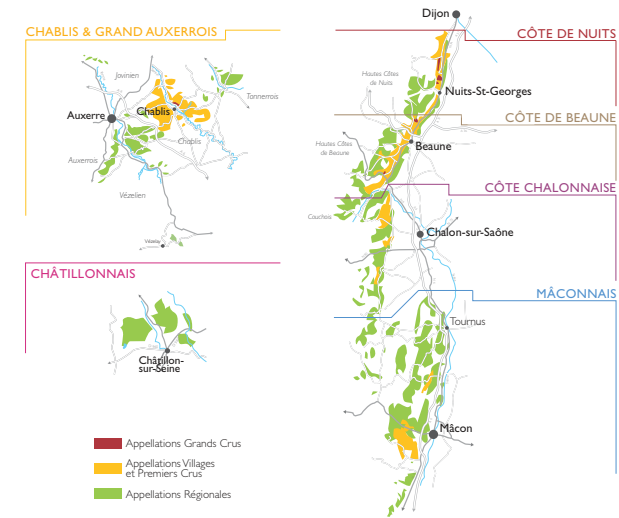 CHABLIS & GRAND AUXERROIS
Jovinien
Tonnerrois
Auxerre
Chablis
Chablis
Auxerrois
Vézelien
Vézelay
CHÂTILLONNAIS
Châtillon-
sur-Seine
Appellations Grands Crus
Appellations Villages
et Premiers Crus
Appellations Régionales
Dijon
CÔTE DE NUITS
Hautes Côtes
de Nuits
Nuits-St-Georges
CÔTE DE BEAUNE
Hautes Côtes
de Beaune
Beaune
CÔTE CHALONNAISE
Couchois
Chalon-sur-Saône
MÂCONNAIS
Tournus
Mâcon